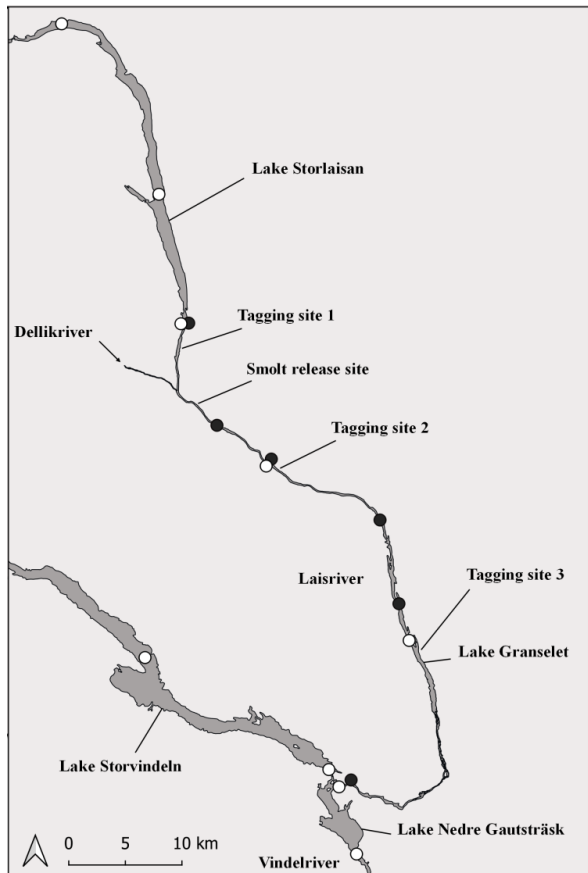 Lake Storlaisan
Tagging site 1
Dellikriver
Smolt release site
Tagging site 2
Laisriver
Tagging site 3
Lake Granselet
Lake Storvindeln
Lake Nedre Gautsträsk
Vindelriver
0 5 10 km